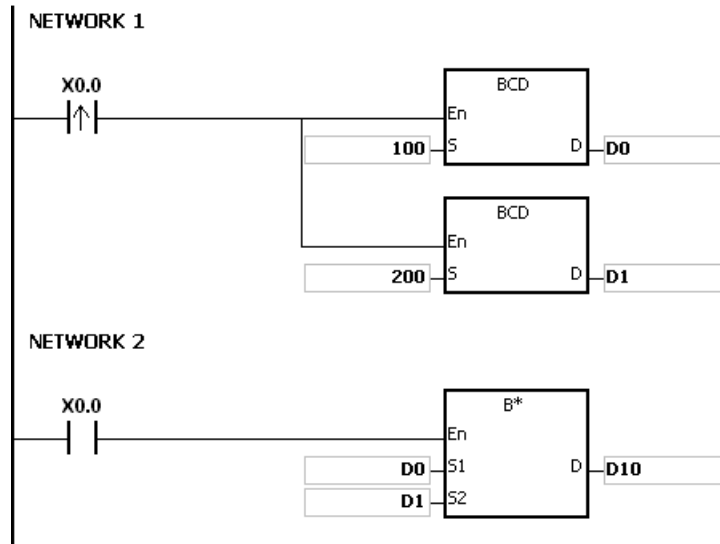 NETWORK 1
X0.0
BCD
En
100 S D D0
BCD
En
200 S D D1
NETWORK 2
X0.0
B*
En
D0 S1 D D10
D1 S2